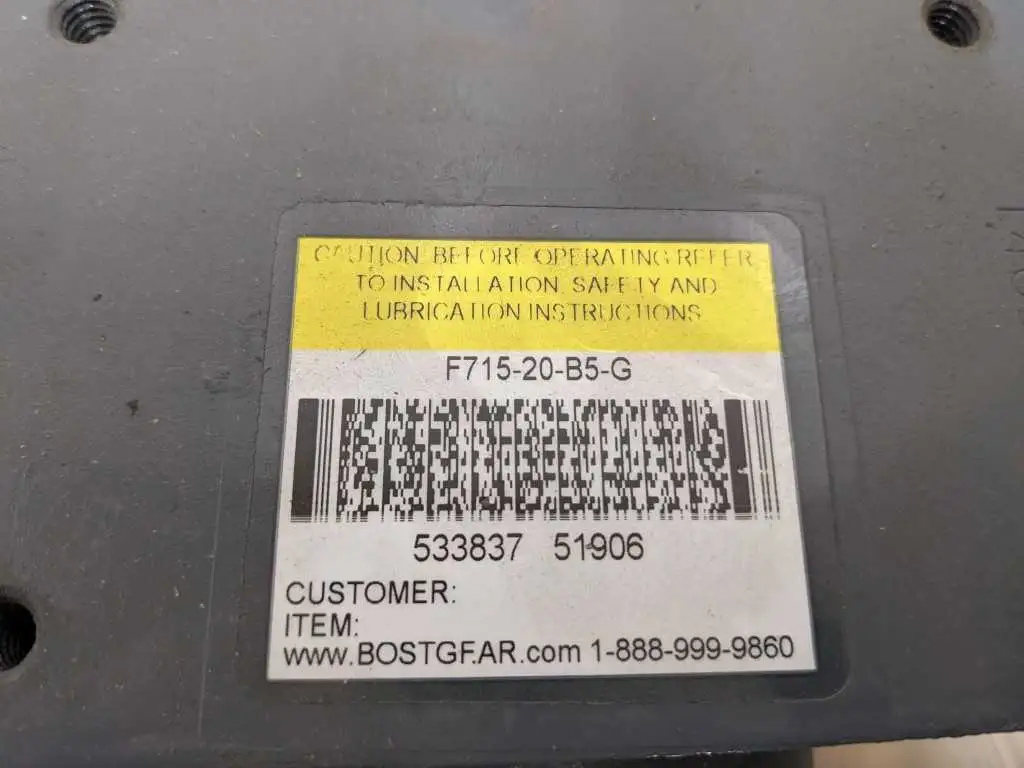 CAUTION: BEFORE OPERATING REFER
TO INSTALLATION, SAFETY AND
LUBRICATION INSTRUCTIONS
F715-20-B5-G
533837 51906
CUSTOMER:
ITEM:
www.BOSTGEAR.com 1-888-999-9860